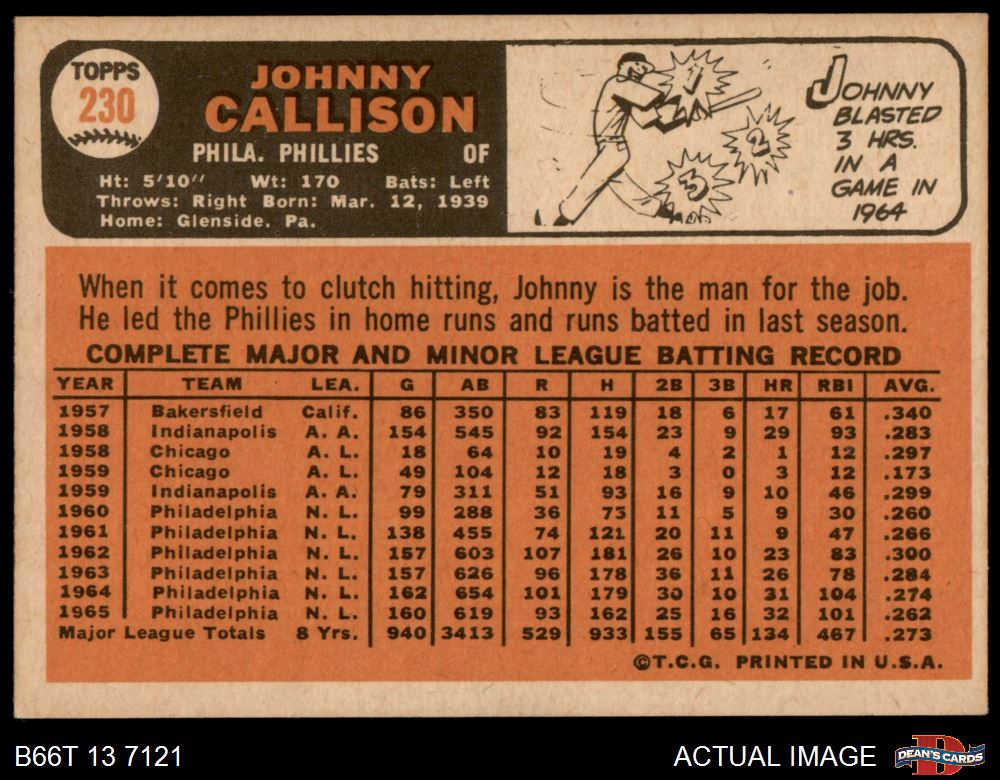 TOPPS
230
JOHNNY
CALLISON
PHILA. PHILLIES OF
Ht: 5'10" Wt: 170 Bats: Left
Throws: Right Born: Mar. 12, 1939
Home: Glenside, Pa.
1
2
3
JOHNNY
BLASTED
3 HRS.
IN A
GAME IN
1964
When it comes to clutch hitting, Johnny is the man for the job.
He led the Phillies in home runs and runs batted in last season.
COMPLETE MAJOR AND MINOR LEAGUE BATTING RECORD
YEAR TEAM LEA. G AB R H 2B 3B HR RBI AVG.
1957 Bakersfield Calif. 86 350 83 119 18 6 17 61 .340
1958 Indianapolis A. A. 154 545 92 154 23 9 29 93 .283
1958 Chicago A. L. 18 64 10 19 4 2 1 12 .297
1959 Chicago A. L. 49 104 12 18 3 0 3 12 .173
1959 Indianapolis A. A. 79 311 51 93 16 9 10 46 .299
1960 Philadelphia N. L. 99 288 36 75 11 5 9 30 .260
1961 Philadelphia N. L. 138 455 74 121 20 11 9 47 .266
1962 Philadelphia N. L. 157 603 107 181 26 10 23 83 .300
1963 Philadelphia N. L. 157 626 96 178 36 11 26 78 .284
1964 Philadelphia N. L. 162 654 101 179 30 10 31 104 .274
1965 Philadelphia N. L. 160 619 93 162 25 16 32 101 .262
Major League Totals 8 Yrs. 940 3413 529 933 155 65 134 467 .273
©T.C.G. PRINTED IN U.S.A.
B66T 13 7121 ACTUAL IMAGE
DEAN'S CARDS